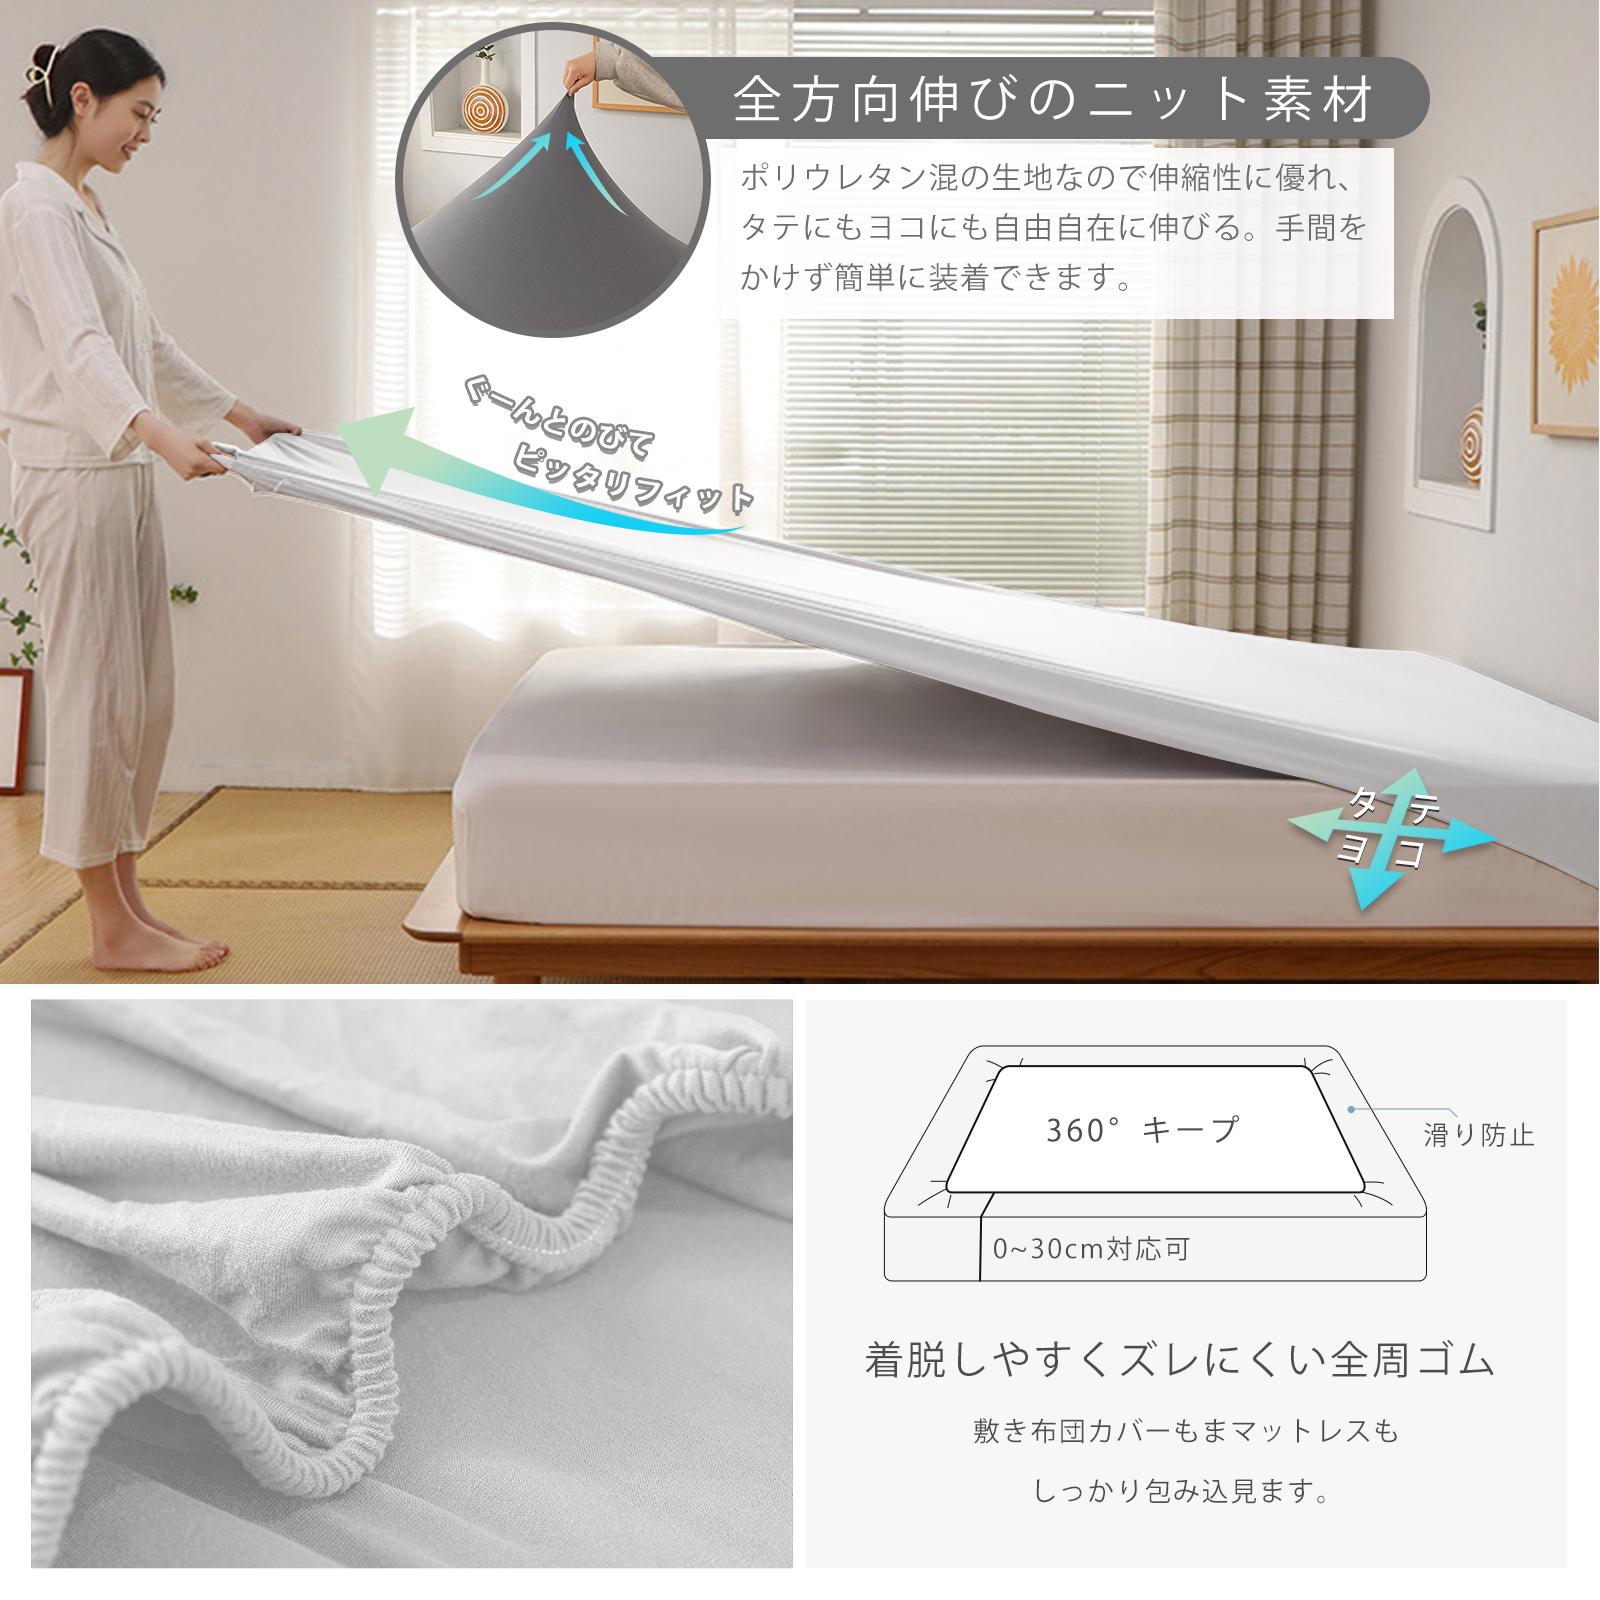 全方向伸びのニット素材
ポリウレタン混の生地なので伸縮性に優れ、
タテにもヨコにも自由自在に伸びる。手間を
かけず簡単に装着できます。
ぐーんとのびて
ピッタリフィット
タテ
ヨコ
360°キープ
滑り防止
0~30cm対応可
着脱しやすくズレにくい全周ゴム
敷き布団カバーもまマットレスも
しっかり包み込見ます。